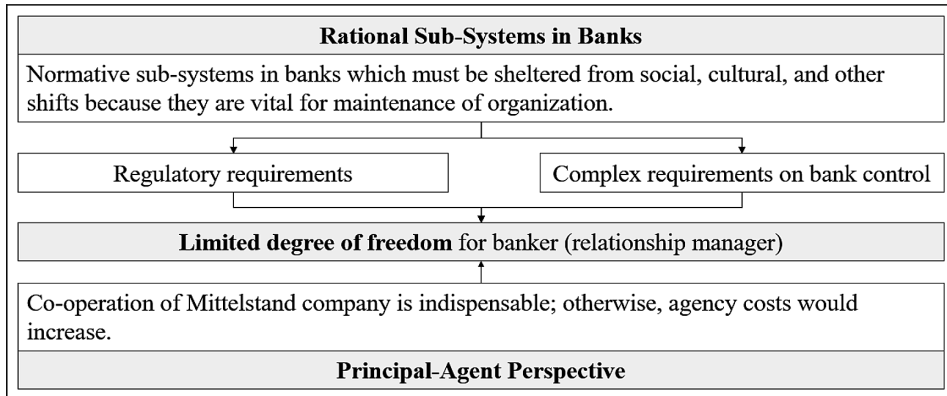 Rational Sub-Systems in Banks
Normative sub-systems in banks which must be sheltered from social, cultural, and other
shifts because they are vital for maintenance of organization.
Regulatory requirements
Complex requirements on bank control
Limited degree of freedom for banker (relationship manager)
Co-operation of Mittelstand company is indispensable; otherwise, agency costs would
increase.
Principal-Agent Perspective